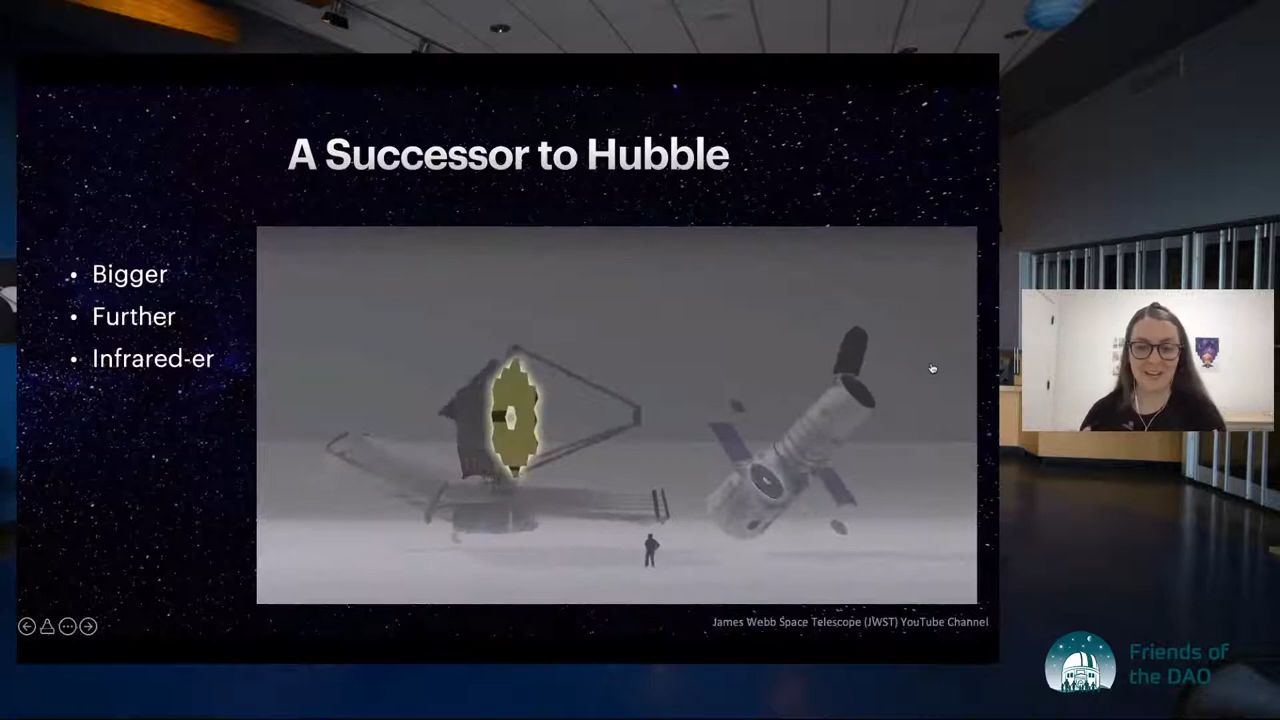 A Successor to Hubble
• Bigger
• Further
• Infrared-er
James Webb Space Telescope (JWST) YouTube Channel
Friends of
the DAO